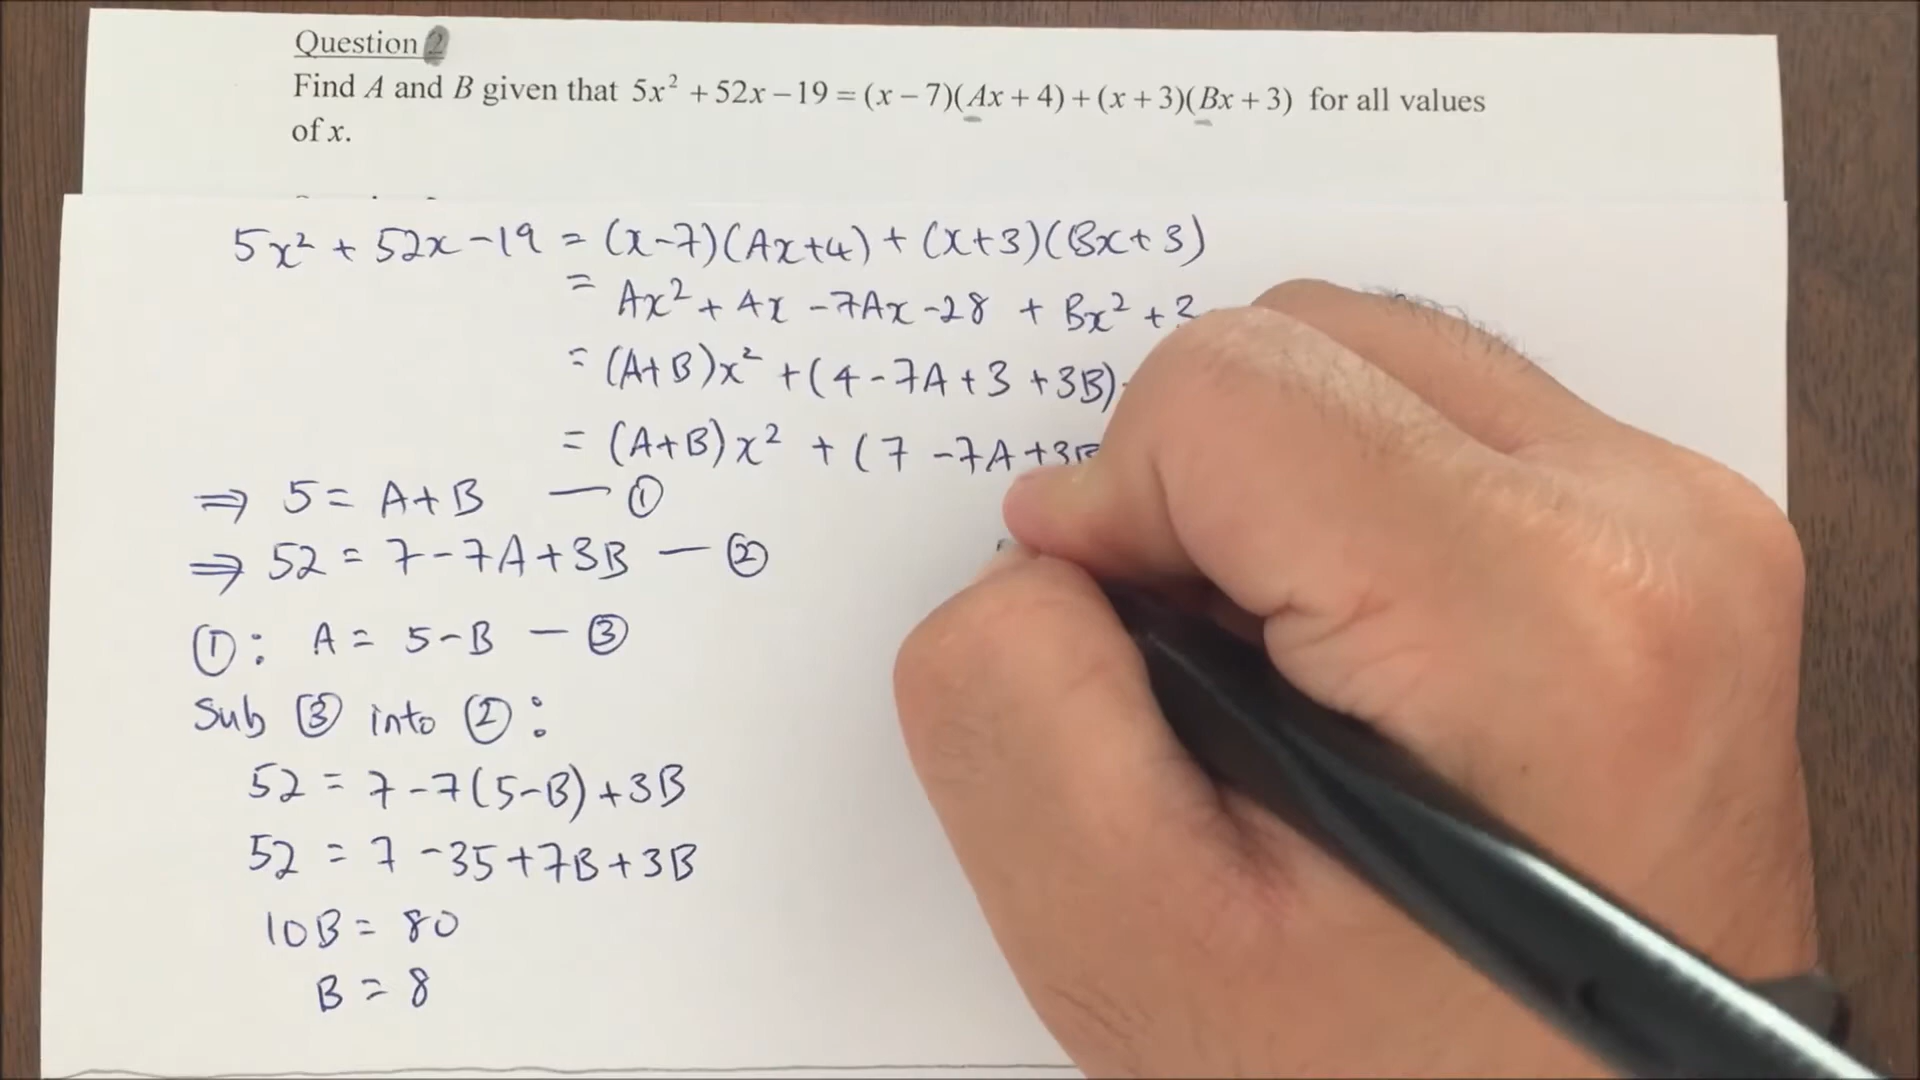 Question 2
Find A and B given that 5x² + 52x − 19 = (x − 7)(Ax + 4) + (x + 3)(Bx + 3) for all values
of x.
5x² + 52x − 19 = (x−7)(Ax+4) + (x+3)(Bx+3)
= Ax² + 4x − 7Ax − 28 + Bx² + 3
= (A+B)x² + (4 − 7A + 3 + 3B)
= (A+B)x² + (7 − 7A + 3B
⇒ 5 = A+B — ①
⇒ 52 = 7 − 7A + 3B — ②
①: A = 5−B — ③
Sub ③ into ②:
52 = 7 − 7(5−B) + 3B
52 = 7 − 35 + 7B + 3B
10B = 80
B = 8